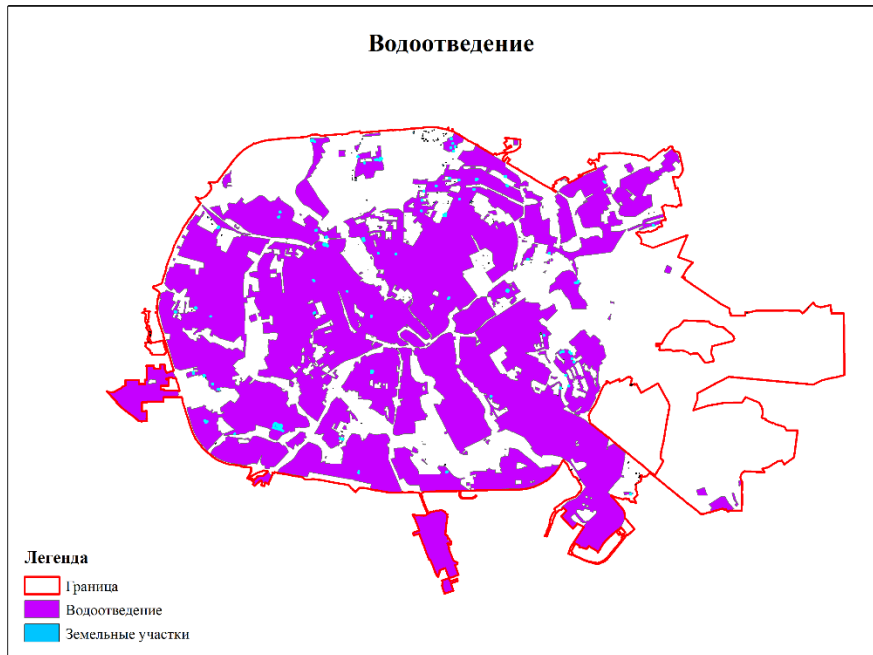 Водоотведение
Легенда
Граница
Водоотведение
Земельные участки